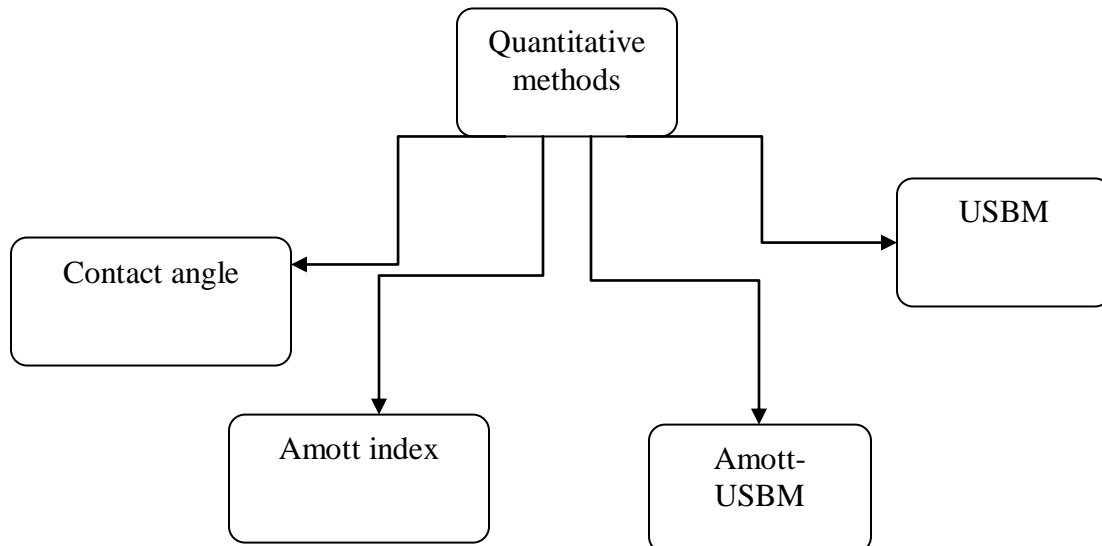 Quantitative
methods
USBM
Contact angle
Amott index
Amott-
USBM